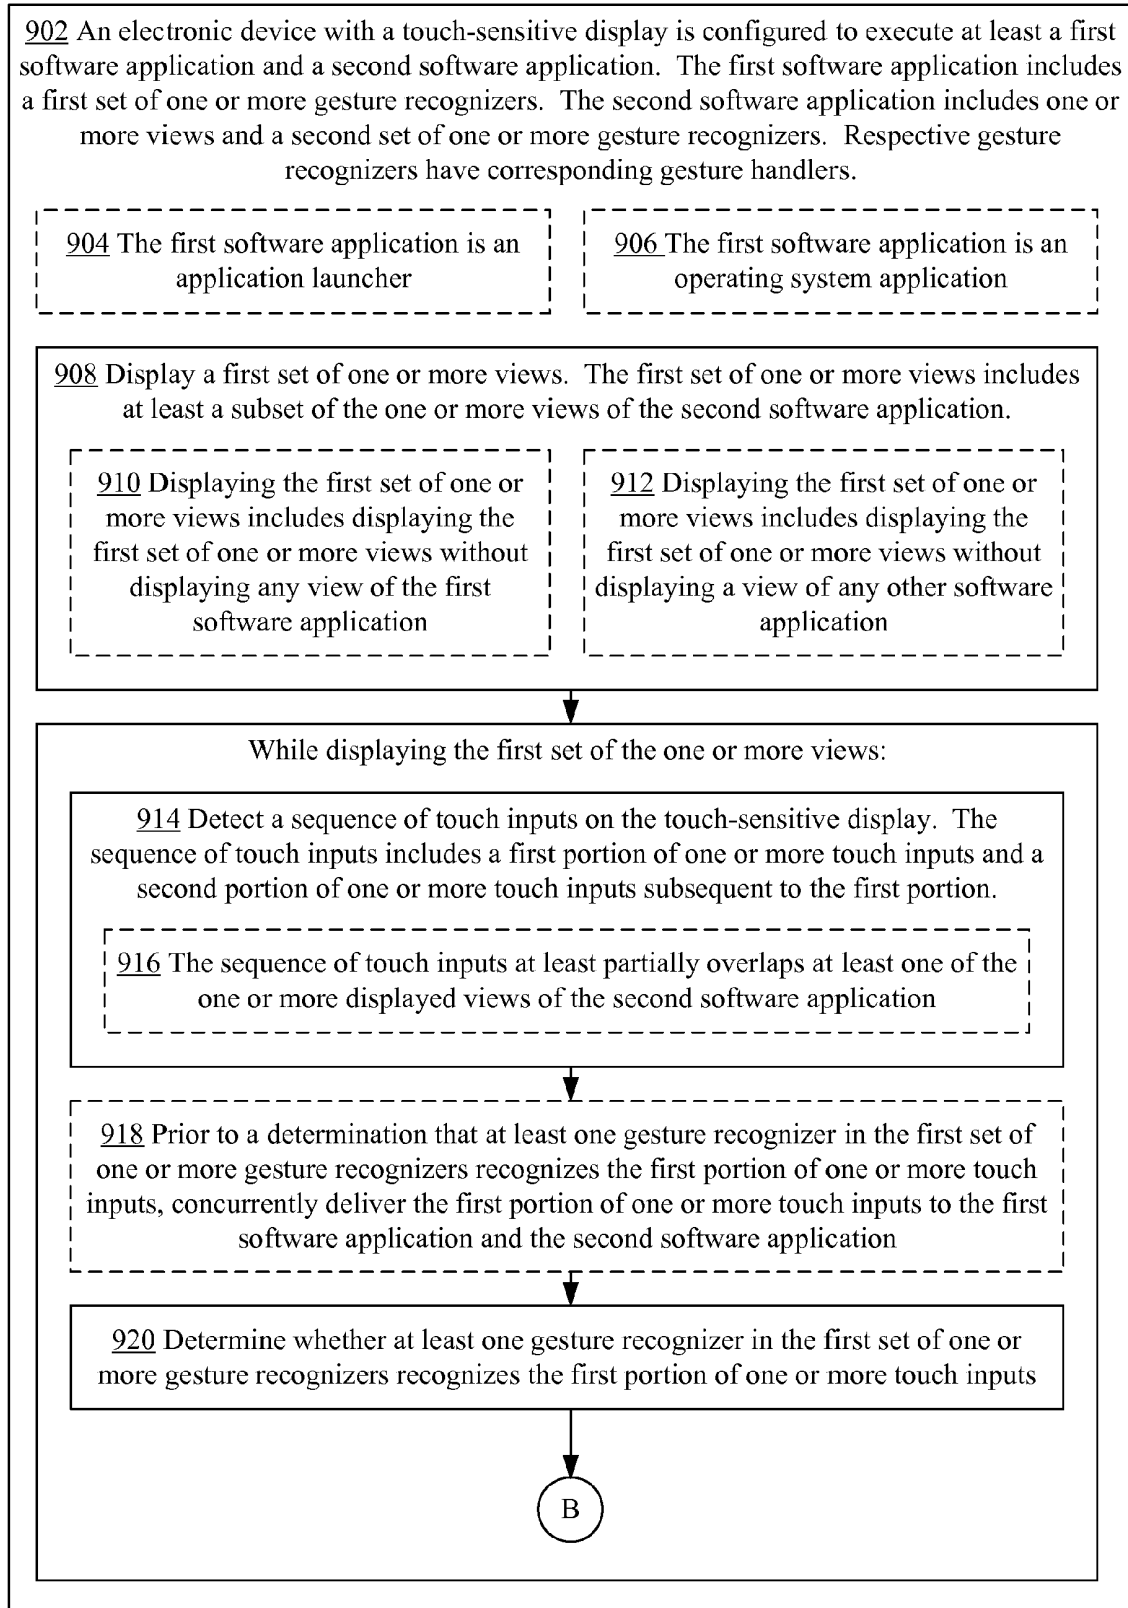 902 An electronic device with a touch-sensitive display is configured to execute at least a first
software application and a second software application. The first software application includes
a first set of one or more gesture recognizers. The second software application includes one or
more views and a second set of one or more gesture recognizers. Respective gesture
recognizers have corresponding gesture handlers.
904 The first software application is an
application launcher
906 The first software application is an
operating system application
908 Display a first set of one or more views. The first set of one or more views includes
at least a subset of the one or more views of the second software application.
910 Displaying the first set of one or
more views includes displaying the
first set of one or more views without
displaying any view of the first
software application
912 Displaying the first set of one or
more views includes displaying the
first set of one or more views without
displaying a view of any other software
application
While displaying the first set of the one or more views:
914 Detect a sequence of touch inputs on the touch-sensitive display. The
sequence of touch inputs includes a first portion of one or more touch inputs and a
second portion of one or more touch inputs subsequent to the first portion.
916 The sequence of touch inputs at least partially overlaps at least one of the
one or more displayed views of the second software application
918 Prior to a determination that at least one gesture recognizer in the first set of
one or more gesture recognizers recognizes the first portion of one or more touch
inputs, concurrently deliver the first portion of one or more touch inputs to the first
software application and the second software application
920 Determine whether at least one gesture recognizer in the first set of one or
more gesture recognizers recognizes the first portion of one or more touch inputs
B